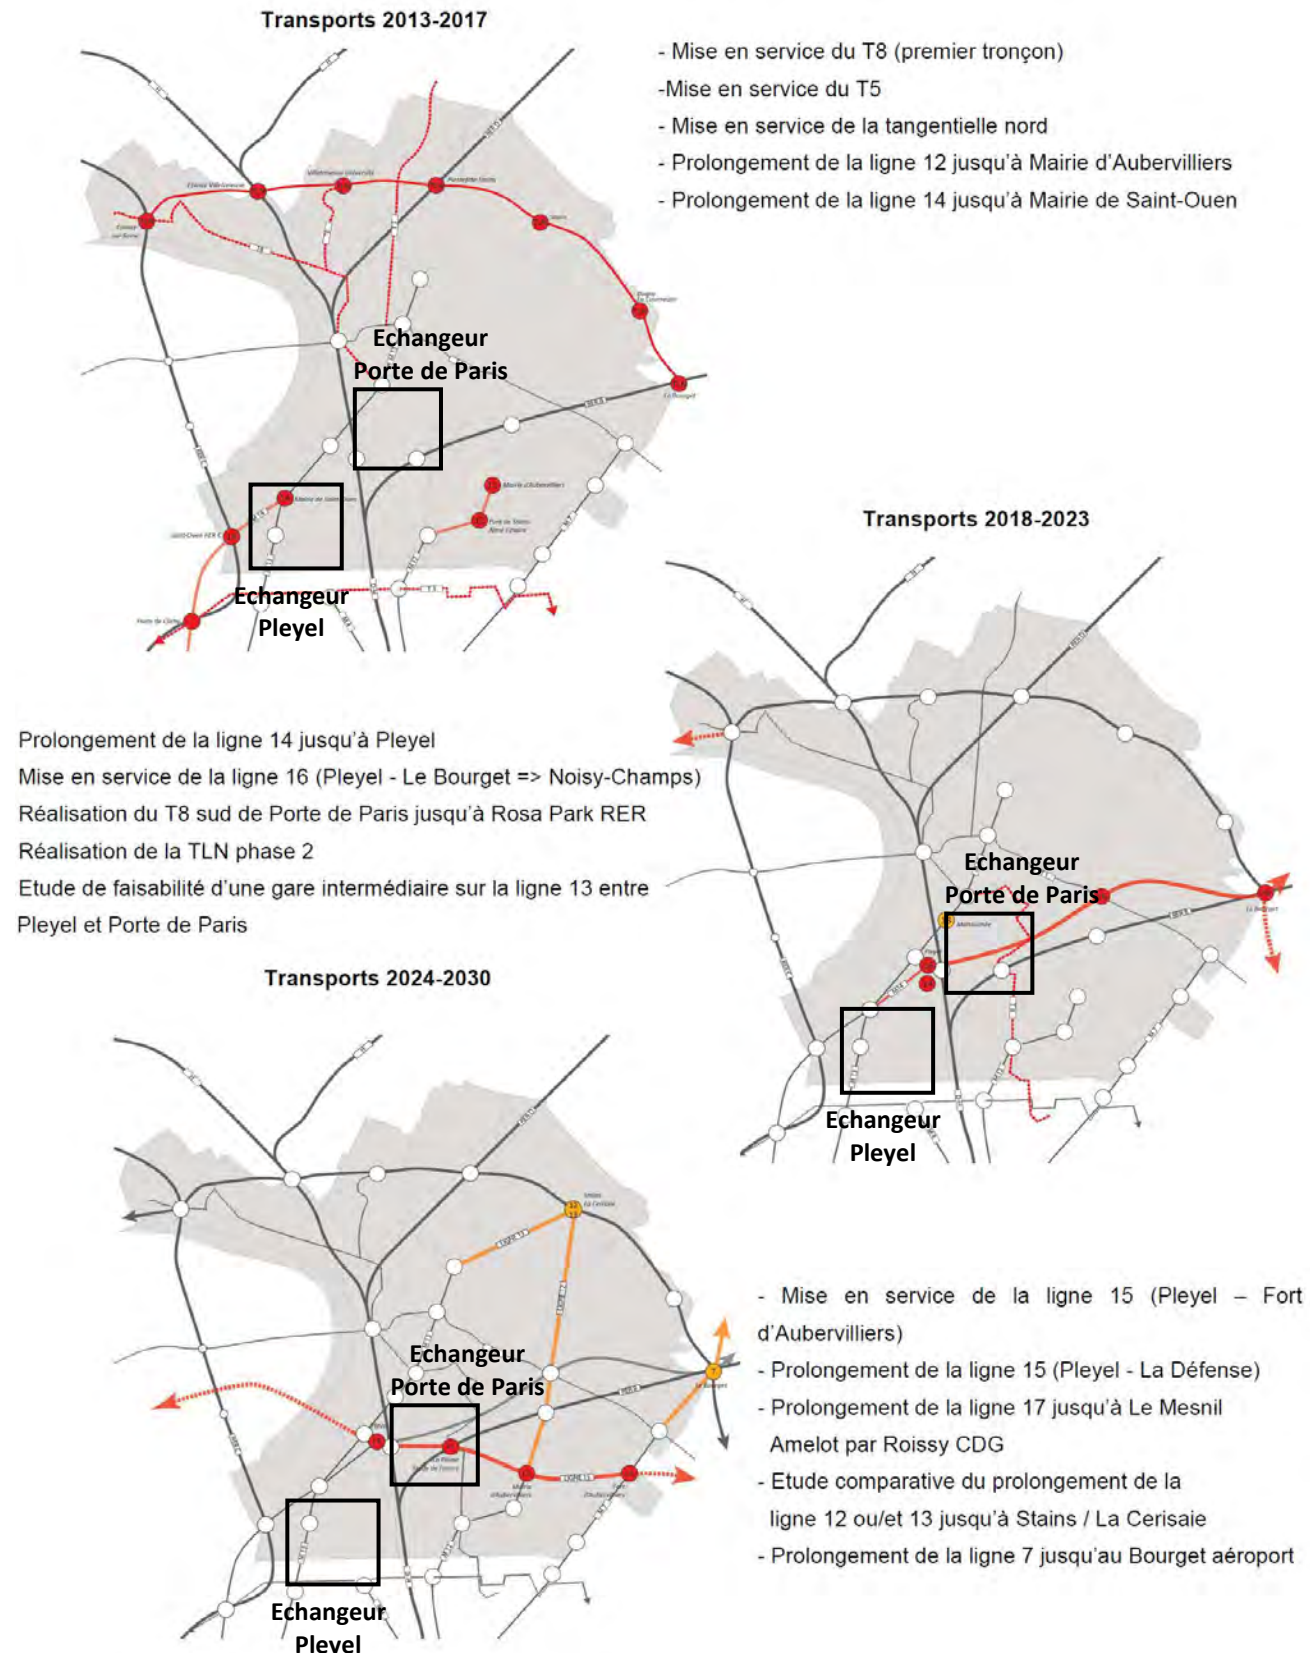 Transports 2013-2017
- Mise en service du T8 (premier tronçon)
-Mise en service du T5
- Mise en service de la tangentielle nord
- Prolongement de la ligne 12 jusqu'à Mairie d'Aubervilliers
- Prolongement de la ligne 14 jusqu'à Mairie de Saint-Ouen
Echangeur
Porte de Paris
Mairie d'Aubervilliers
Echangeur
Pleyel
Transports 2018-2023
Prolongement de la ligne 14 jusqu'à Pleyel
Mise en service de la ligne 16 (Pleyel - Le Bourget => Noisy-Champs)
Réalisation du T8 sud de Porte de Paris jusqu'à Rosa Park RER
Réalisation de la TLN phase 2
Etude de faisabilité d'une gare intermédiaire sur la ligne 13 entre
Pleyel et Porte de Paris
Echangeur
Porte de Paris
Echangeur
Pleyel
Transports 2024-2030
Echangeur
Porte de Paris
Echangeur
Pleyel
- Mise en service de la ligne 15 (Pleyel – Fort
d'Aubervilliers)
- Prolongement de la ligne 15 (Pleyel - La Défense)
- Prolongement de la ligne 17 jusqu'à Le Mesnil
Amelot par Roissy CDG
- Etude comparative du prolongement de la
ligne 12 ou/et 13 jusqu'à Stains / La Cerisaie
- Prolongement de la ligne 7 jusqu'au Bourget aéroport